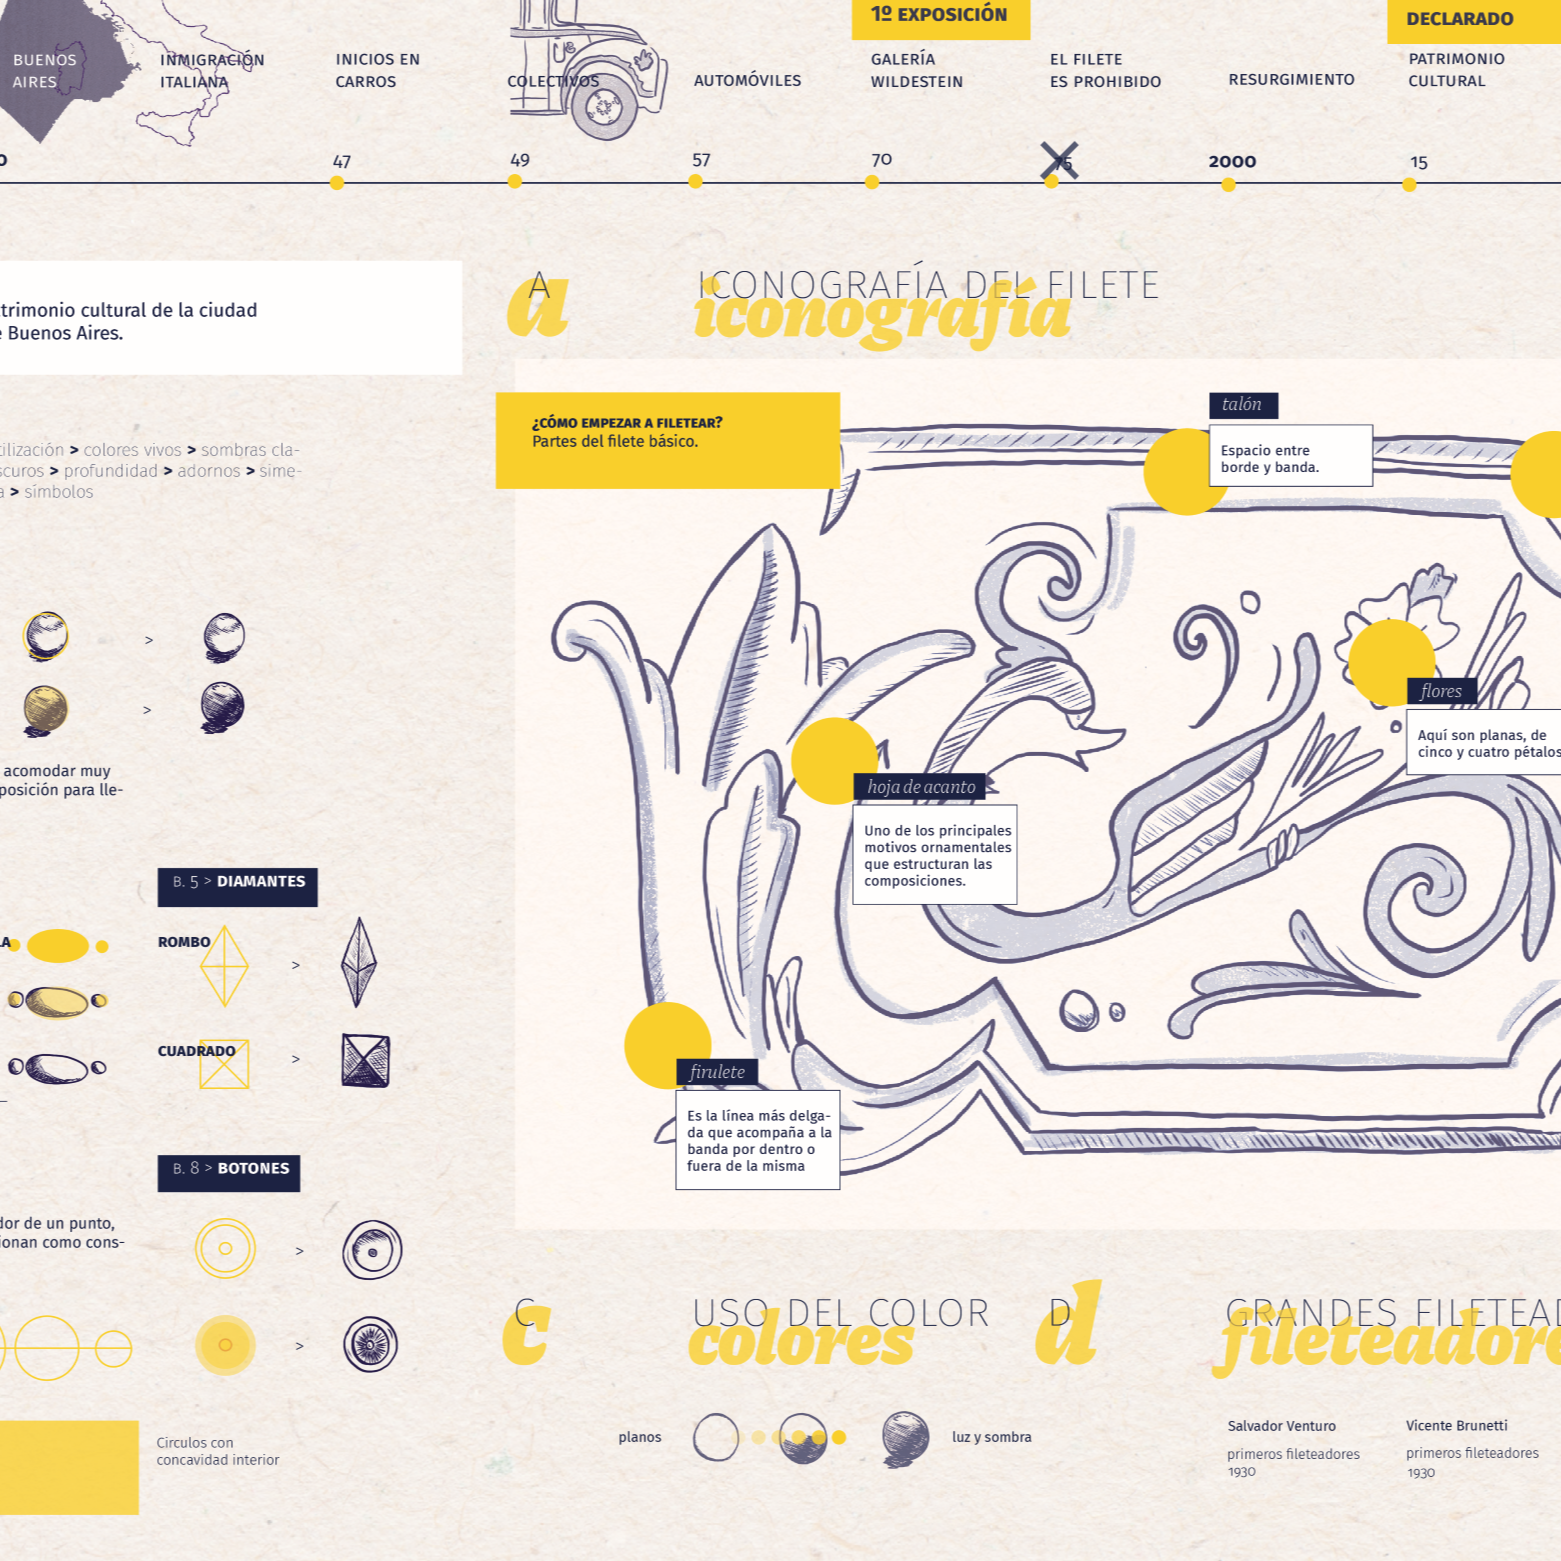 1º EXPOSICIÓN
DECLARADO
BUENOS
AIRES
INMIGRACIÓN
ITALIANA
INICIOS EN
CARROS
COLECTIVOS
AUTOMÓVILES
GALERÍA
WILDESTEIN
EL FILETE
ES PROHIBIDO
RESURGIMIENTO
PATRIMONIO
CULTURAL
0
47
49
57
70
75
2000
15
trimonio cultural de la ciudad
e Buenos Aires.
A
a
ICONOGRAFÍA DEL FILETE
iconografía
¿CÓMO EMPEZAR A FILETEAR?
Partes del filete básico.
talón
Espacio entre
borde y banda.
tilización > colores vivos > sombras cla-
scuros > profundidad > adornos > sime-
a > símbolos
flores
Aquí son planas, de
cinco y cuatro pétalos
hoja de acanto
Uno de los principales
motivos ornamentales
que estructuran las
composiciones.
acomodar muy
posición para lle-
B. 5 > DIAMANTES
LA
ROMBO
>
CUADRADO
>
>
>
firulete
Es la línea más delga-
da que acompaña a la
banda por dentro o
fuera de la misma
B. 8 > BOTONES
dor de un punto,
ionan como cons-
>
>
Circulos con
concavidad interior
C
c
USO DEL COLOR
colores
planos
luz y sombra
D
d
GRANDES FILETEAD
fileteadore
Salvador Venturo
primeros fileteadores
1930
Vicente Brunetti
primeros fileteadores
1930